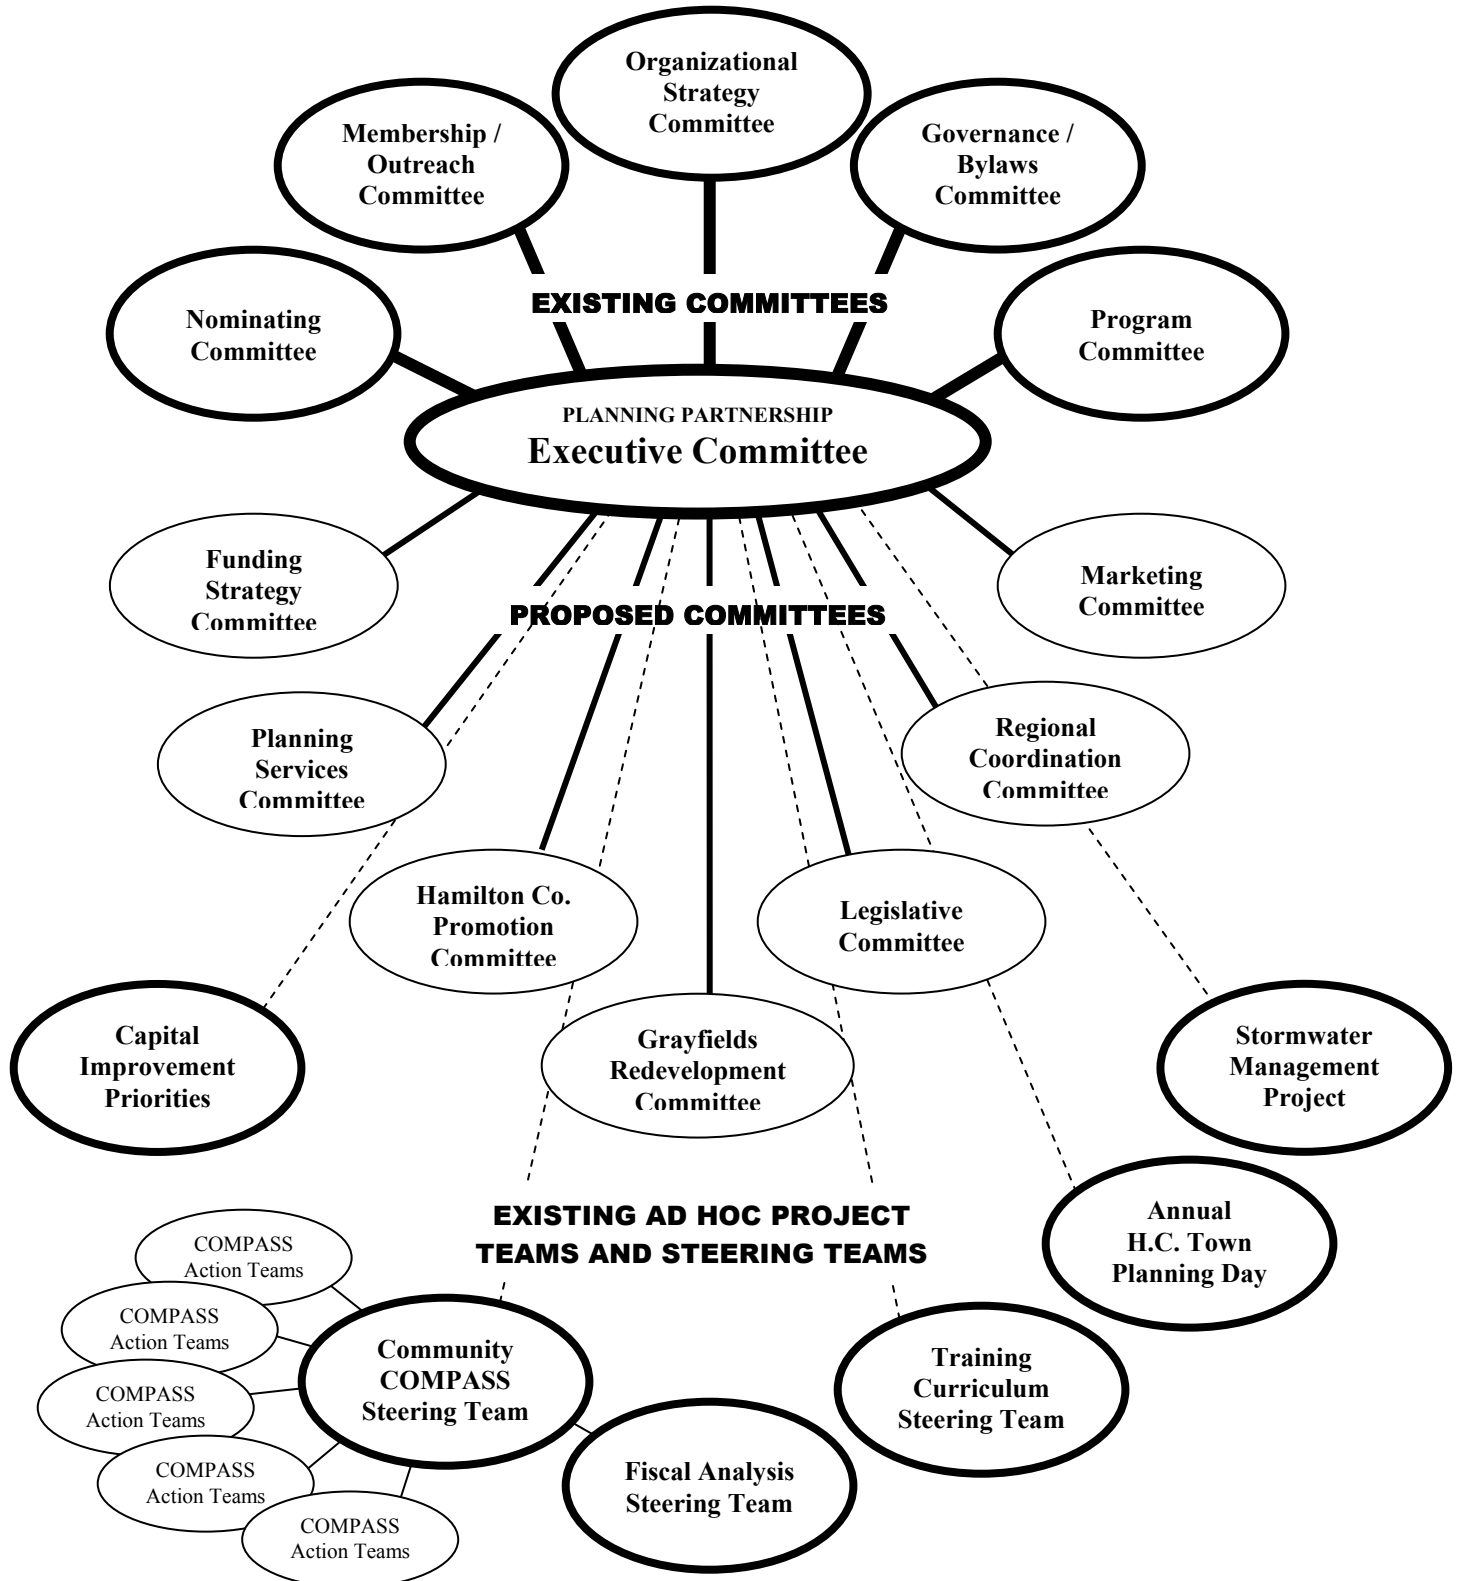 Organizational
Strategy
Committee
Membership /
Outreach
Committee
Governance /
Bylaws
Committee
EXISTING COMMITTEES
Nominating
Committee
Program
Committee
PLANNING PARTNERSHIP
Executive Committee
Funding
Strategy
Committee
Marketing
Committee
PROPOSED COMMITTEES
Planning
Services
Committee
Regional
Coordination
Committee
Hamilton Co.
Promotion
Committee
Legislative
Committee
Grayfields
Redevelopment
Committee
Capital
Improvement
Priorities
Stormwater
Management
Project
EXISTING AD HOC PROJECT
TEAMS AND STEERING TEAMS
Annual
H.C. Town
Planning Day
COMPASS
Action Teams
COMPASS
Action Teams
COMPASS
Action Teams
COMPASS
Action Teams
COMPASS
Action Teams
Community
COMPASS
Steering Team
Training
Curriculum
Steering Team
Fiscal Analysis
Steering Team